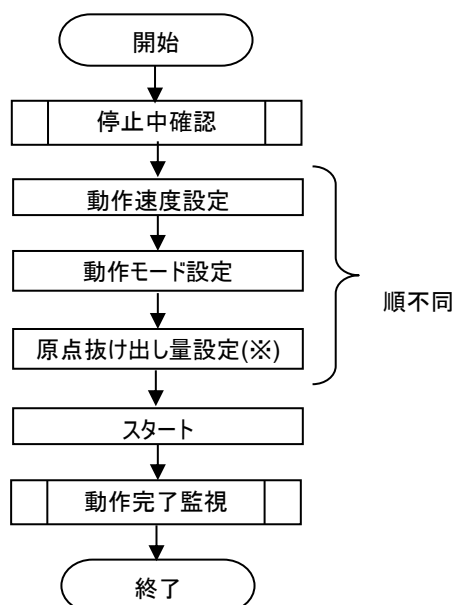 開始
停止中確認
動作速度設定
動作モード設定
順不同
原点抜け出し量設定(※)
スタート
動作完了監視
終了